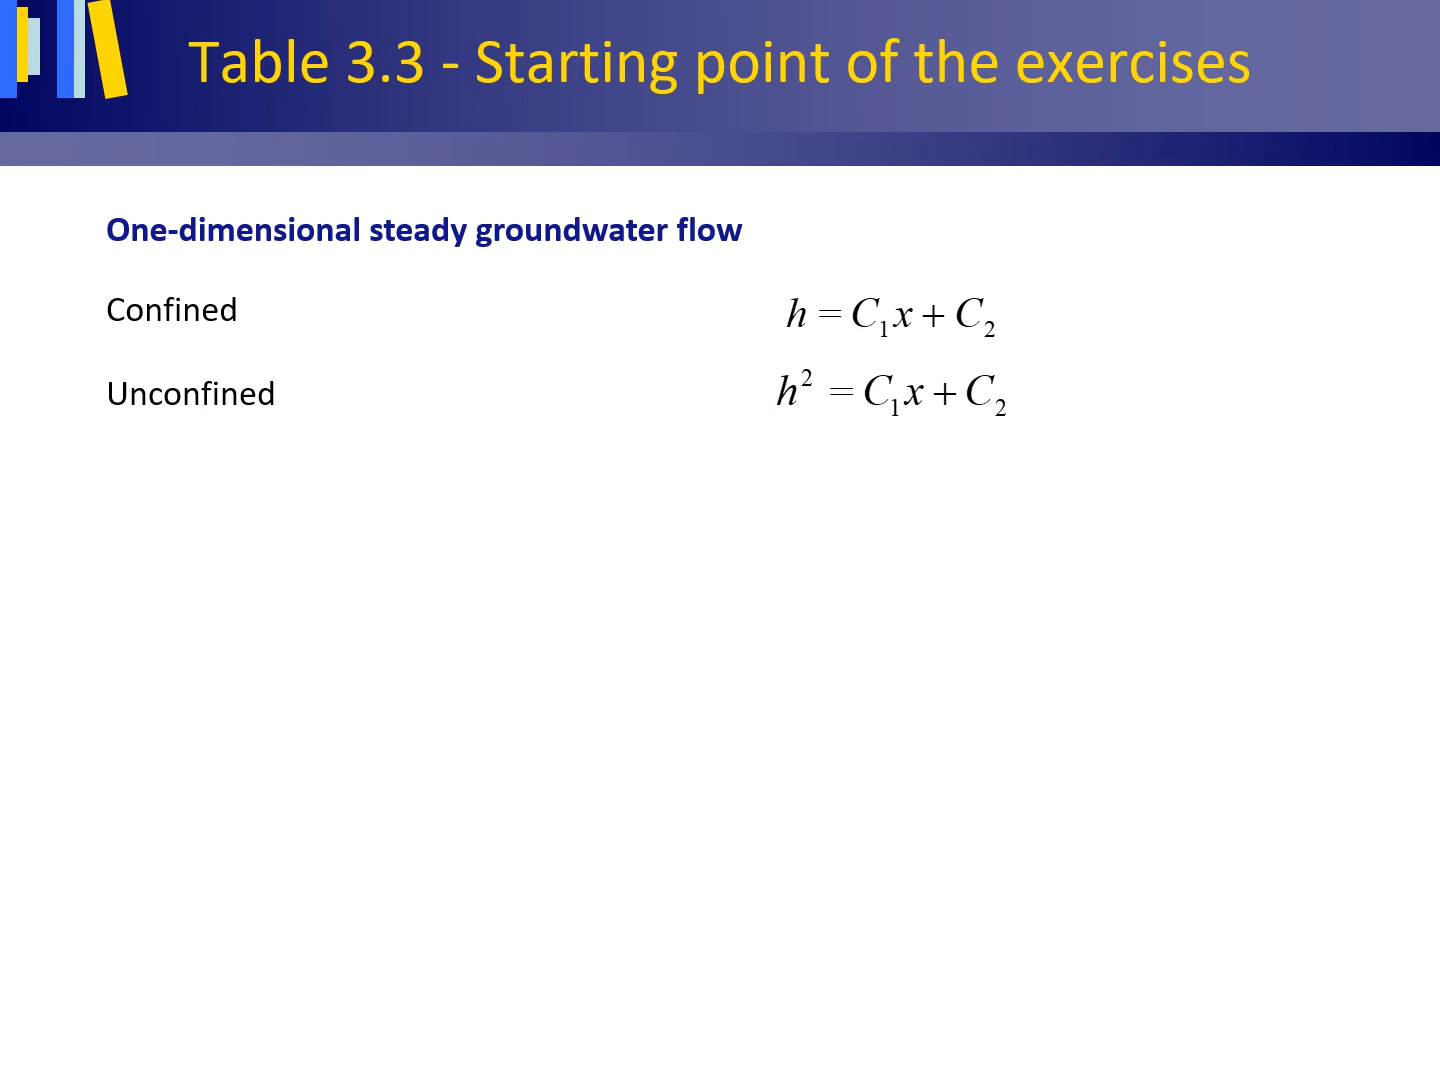 Table 3.3 - Starting point of the exercises
One-dimensional steady groundwater flow
Confined h = C₁x + C₂
Unconfined h² = C₁x + C₂